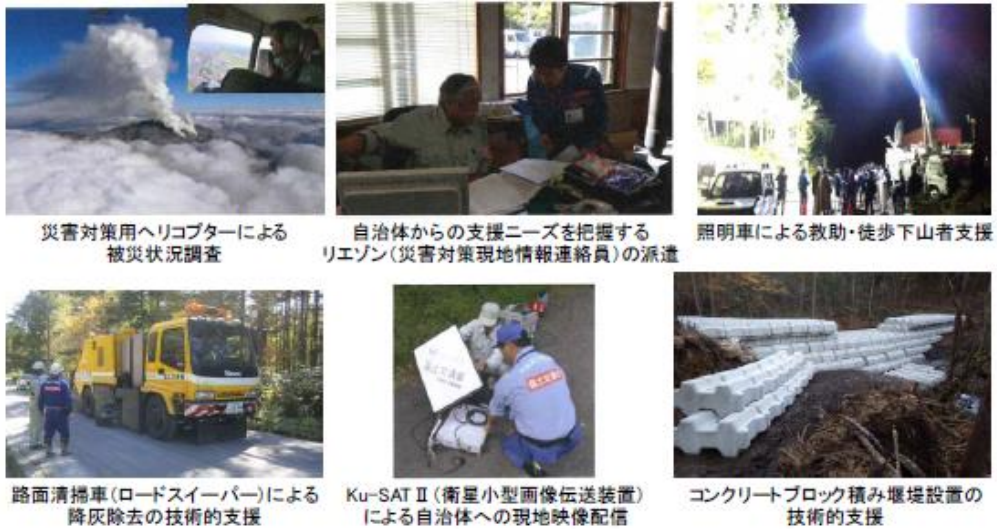 災害対策用ヘリコプターによる
被災状況調査
自治体からの支援ニーズを把握する
リエゾン(災害対策現地情報連絡員)の派遣
照明車による救助・徒歩下山者支援
路面清掃車(ロードスイーパー)による
降灰除去の技術的支援
Ku-SATⅡ(衛星小型画像伝送装置)
による自治体への現地映像配信
コンクリートブロック積み堰堤設置の
技術的支援